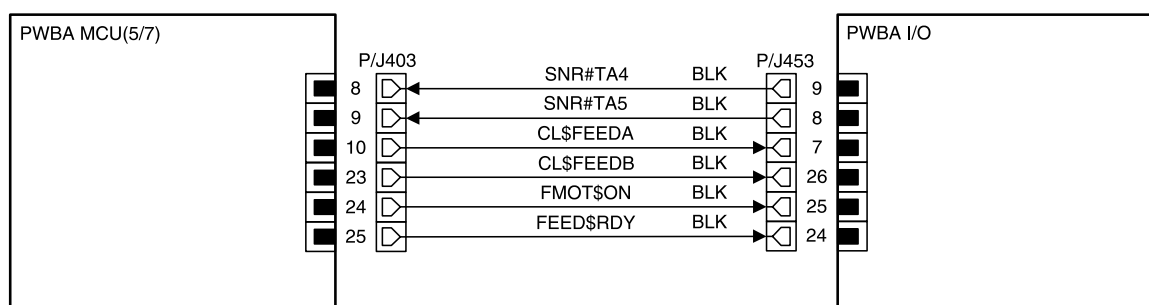 PWBA MCU(5/7)
PWBA I/O
P/J403
P/J453
8 SNR#TA4 BLK 9
9 SNR#TA5 BLK 8
10 CL$FEEDA BLK 7
23 CL$FEEDB BLK 26
24 FMOT$ON BLK 25
25 FEED$RDY BLK 24